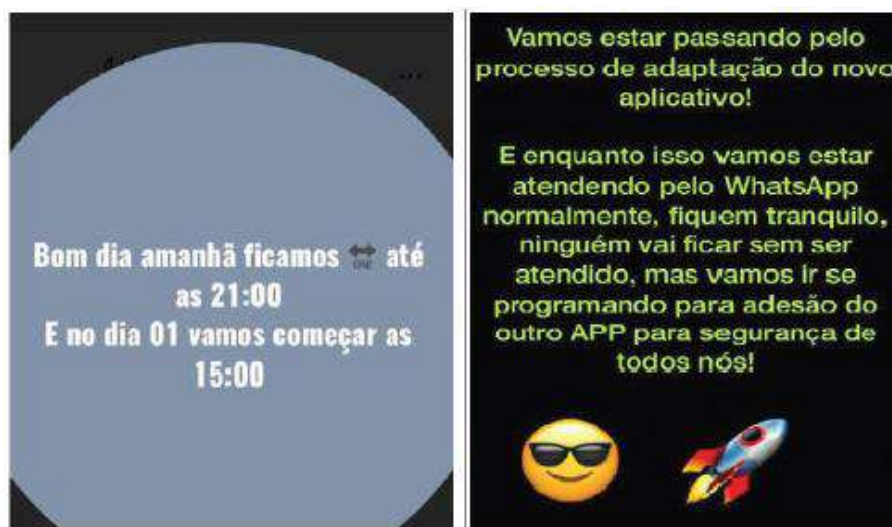 Bom dia amanhã ficamos até
as 21:00
E no dia 01 vamos começar as
15:00
Vamos estar passando pelo
processo de adaptação do novo
aplicativo!
E enquanto isso vamos estar
atendendo pelo WhatsApp
normalmente, fiquem tranquilo,
ninguém vai ficar sem ser
atendido, mas vamos ir se
programando para adesão do
outro APP para segurança de
todos nós!